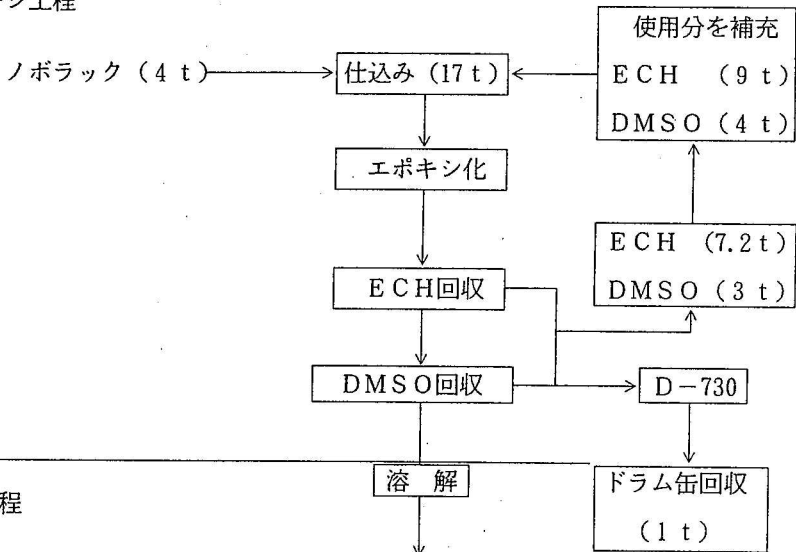 工程
使用分を補充
ノボラック（4 t）
仕込み（17 t）
ECH （9 t）
DMSO（4 t）
エポキシ化
ECH （7.2 t）
DMSO（3 t）
ECH回収
DMSO回収
D－730
溶 解
ドラム缶回収
（1 t）
程